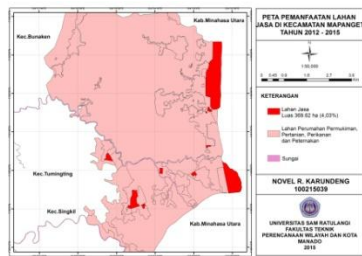 Kab.Minahasa Utara
Kec.Bunaken
Kec.Tuminting
Kec.Singkil
Kab.Minahasa Utara
PETA PEMANFAATAN LAHAN
JASA DI KECAMATAN MAPANGET
TAHUN 2012 - 2015
KETERANGAN
Lahan Jasa
Lahan Perumahan Permukiman,
Pertanian, Perikanan
dan Peternakan
Sungai
NOVEL R. KARUNDENG
100215039
UNIVERSITAS SAM RATULANGI
FAKULTAS TEKNIK
PERENCANAAN WILAYAH DAN KOTA
MANADO
2015